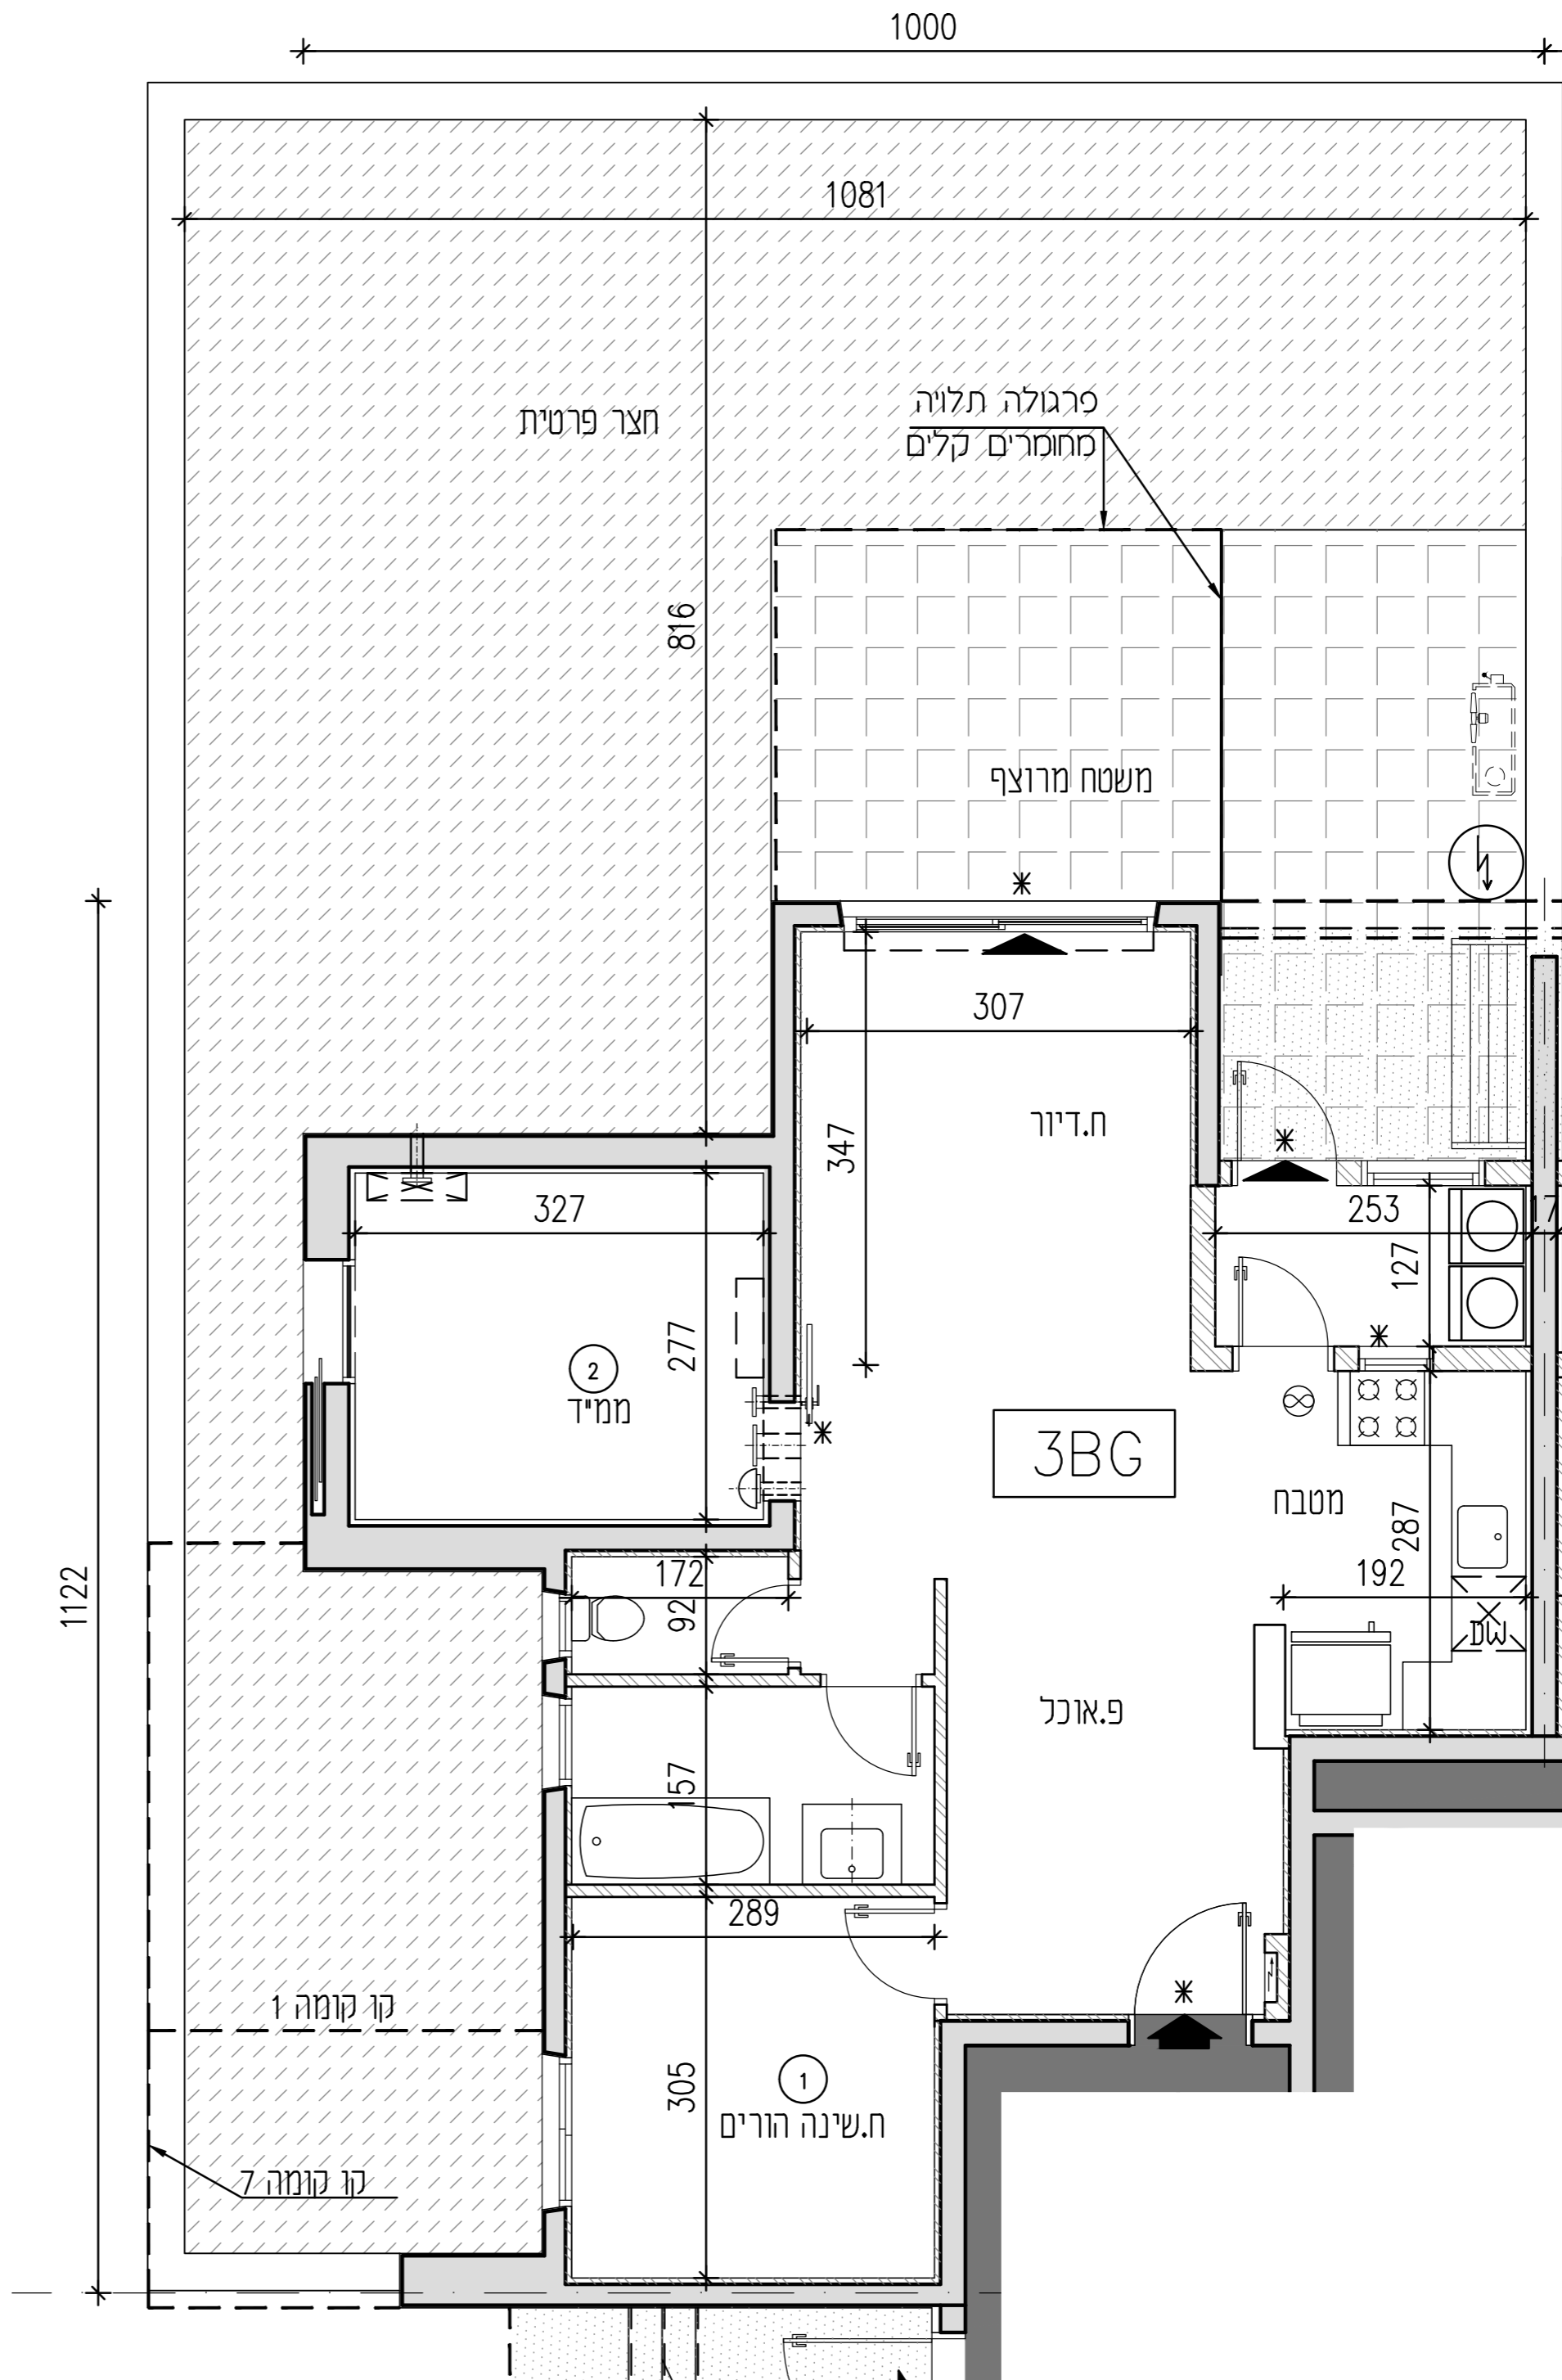 1000
1081
חצר פרטית
פרגולה תלויה
מחומרים קלים
816
משטח מרוצף
307
ח.דיור
347
327
253
17
127
277
2
ממ"ד
3BG
מטבח
287
192
DW
1122
172
92
פ.אוכל
157
289
קו קומה 1
305
1
ח.שינה הורים
קו קומה 7